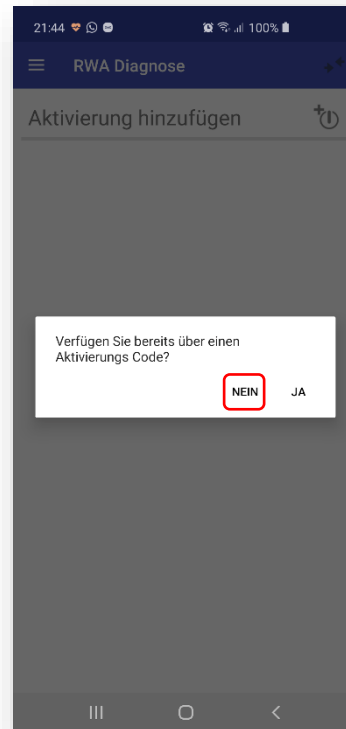 21:44 100%
RWA Diagnose
Aktivierung hinzufügen
Verfügen Sie bereits über einen
Aktivierungs Code?
NEIN JA